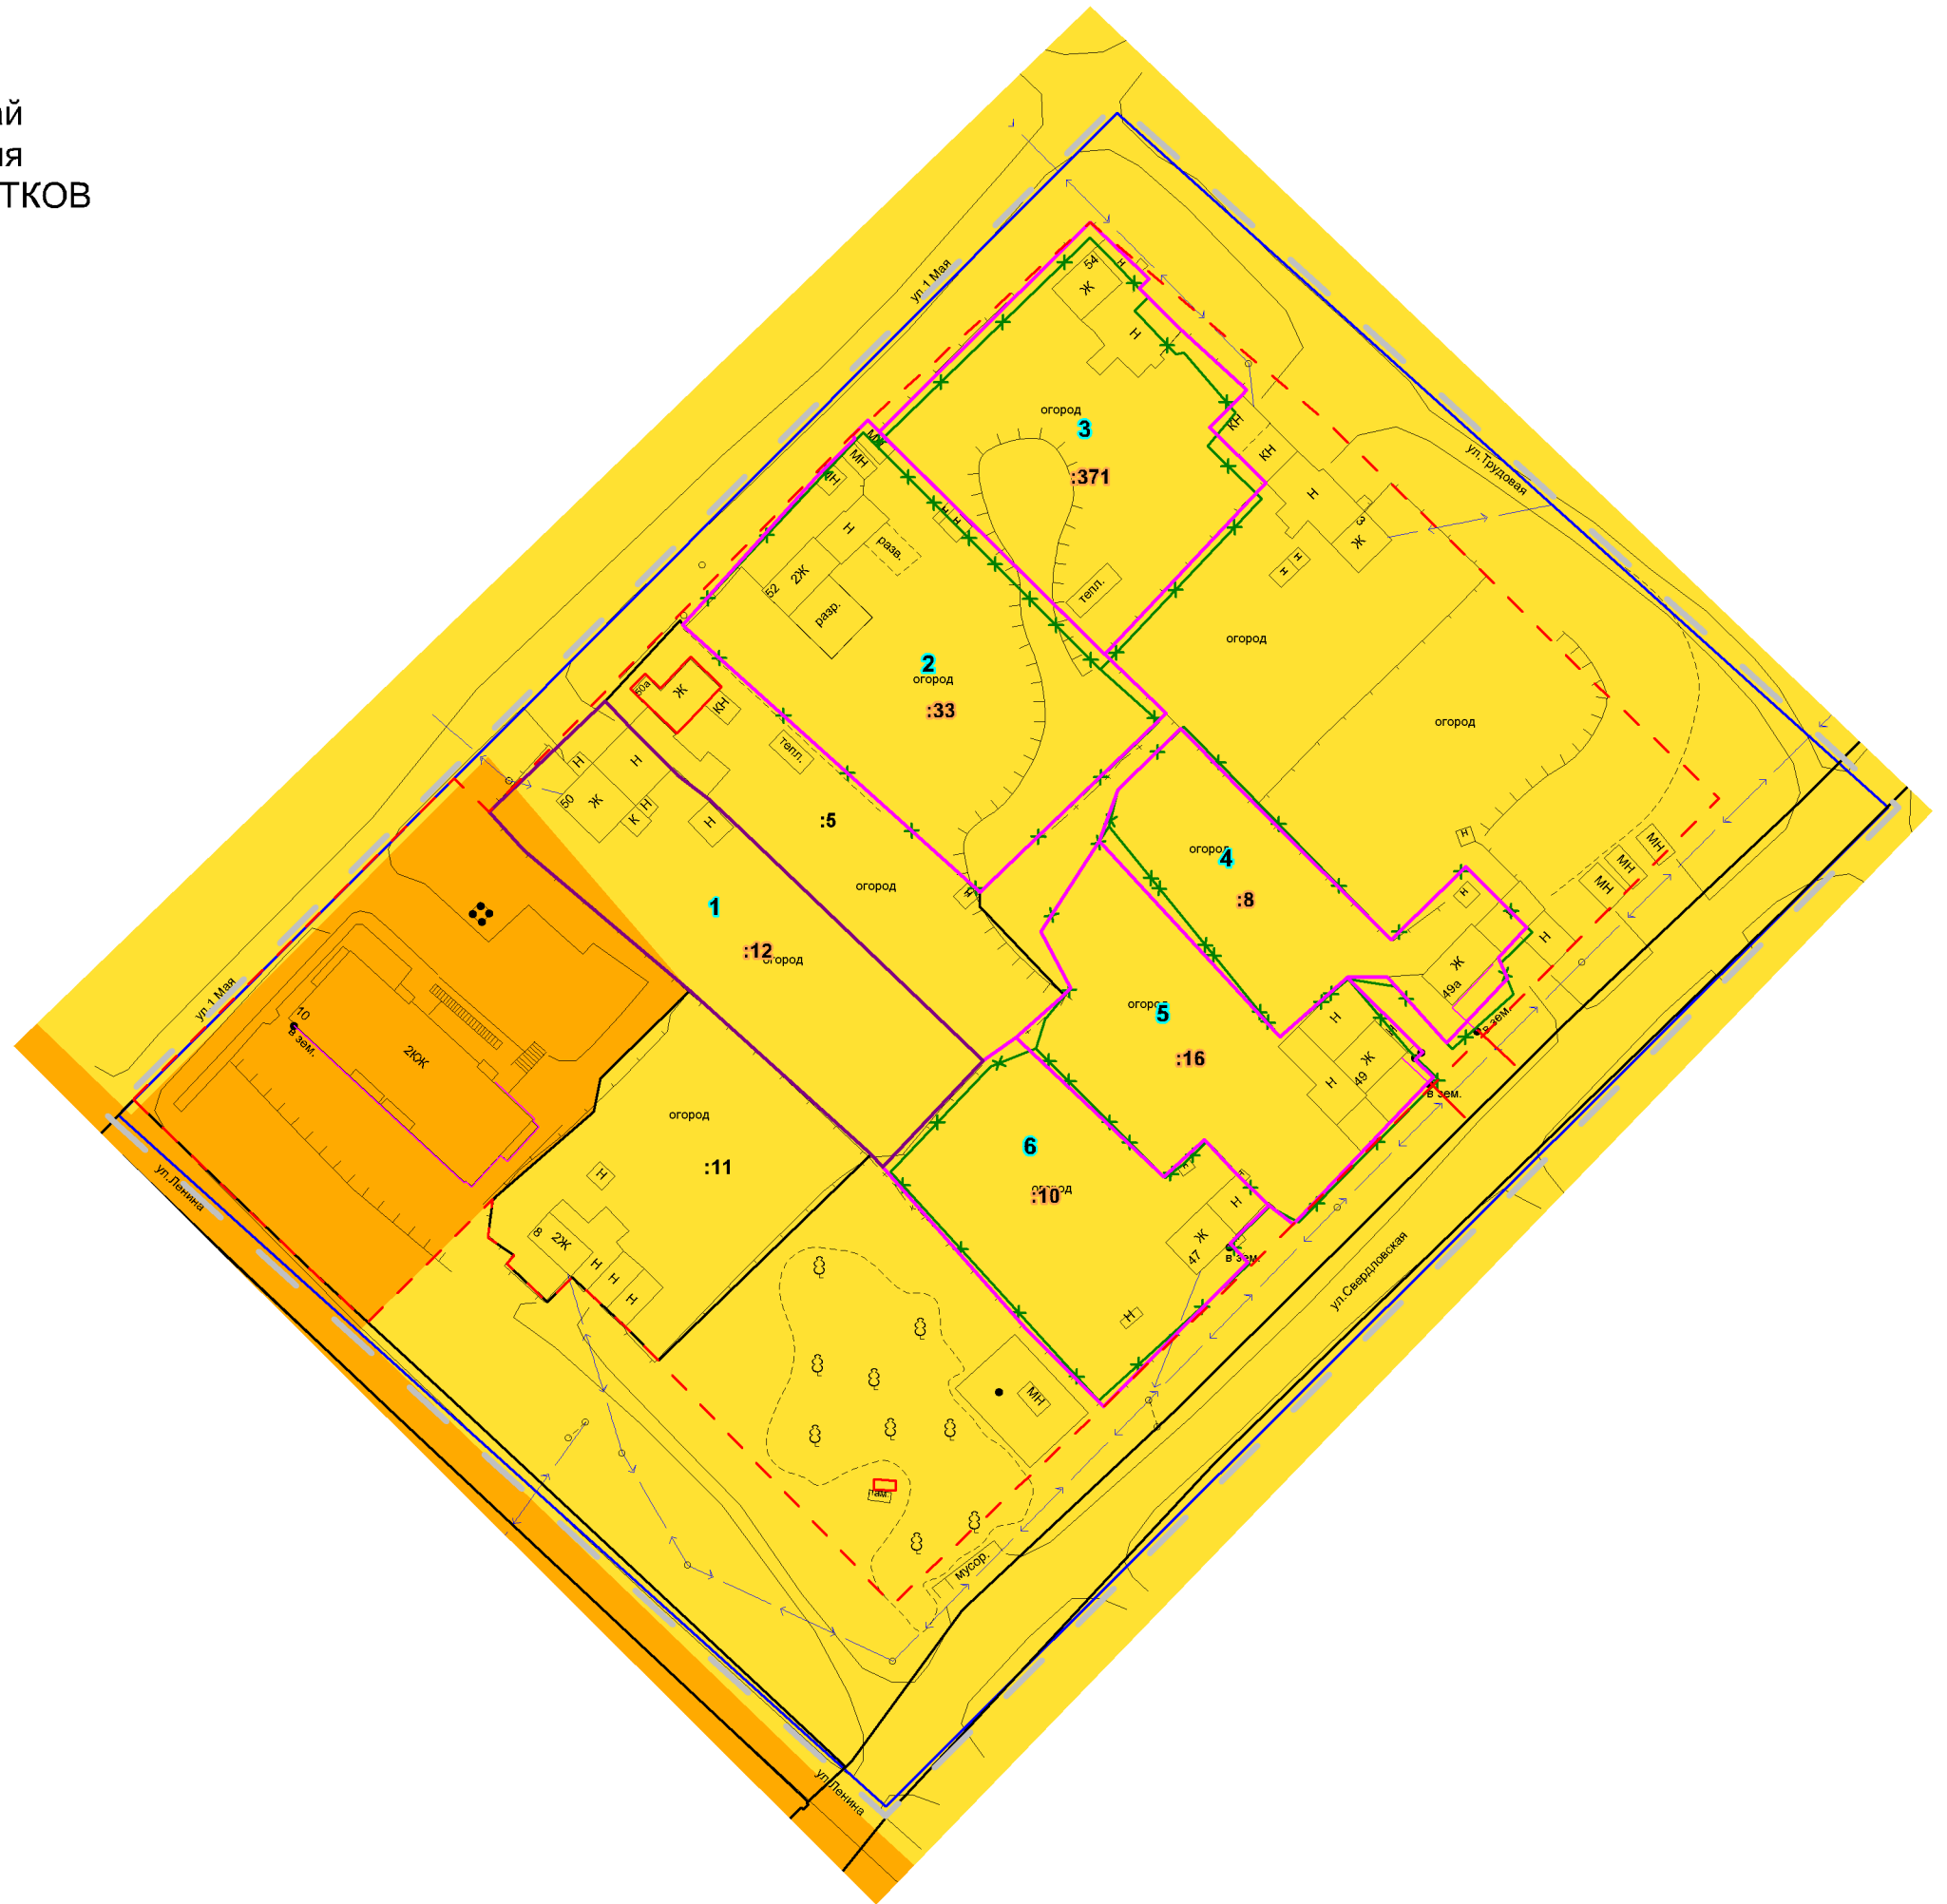 ай
ия
ТКОВ
ул.1 Мая
54
Ж
н
Н
огород
3
:371
КН
КН
Н
3
Ж
н
н
ул.Трудовая
МН
МН
Н
разв.
52
2Ж
разр.
н
н
тепл.
огород
2
огород
:33
огород
50а
Ж
КН
тепл.
Н
Н
50
Ж
К
Н
Н
:5
огород
4
:8
н
МН
МН
МН
н
Н
Ж
49а
в зем.
1
:12
огород
огород
5
:16
Н
Ж
49
Н
в зем.
ул.1 Мая
10
в зем.
2КЖ
огород
:11
6
огород
:10
Н
8
2Ж
Н
Н
Н
Н
Ж
47
в зем.
Н
ул.Ленина
ул.Свердловская
МН
пам.
мусор.
ул.Ленина